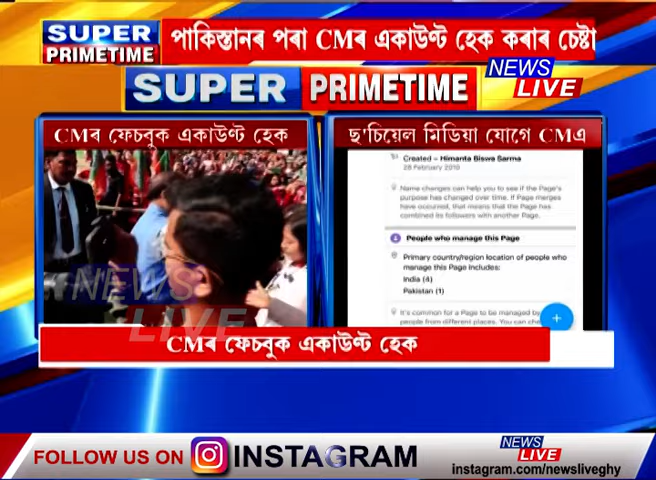 SUPER
PRIMETIME
পাকিস্তানৰ পৰা CMৰ একাউণ্ট হেক কৰাৰ চেষ্টা
SUPER PRIMETIME
NEWS
LIVE
CMৰ ফেচবুক একাউণ্ট হেক
ছ'চিয়েল মিডিয়া যোগে CMএ
Created – Himanta Biswa Sarma
28 February 2010
Name changes can help you to see if the Page's
purpose has changed over time. If Page merges
have occurred, that means that the Page has
combined its followers with another Page.
People who manage this Page
Primary country/region location of people who
manage this Page includes:
India (4)
Pakistan (1)
It's common for a Page to be managed by
people from different places. You can
NEWS
LIVE
CMৰ ফেচবুক একাউণ্ট হেক
FOLLOW US ON INSTAGRAM
NEWS
LIVE
instagram.com/newsliveghy